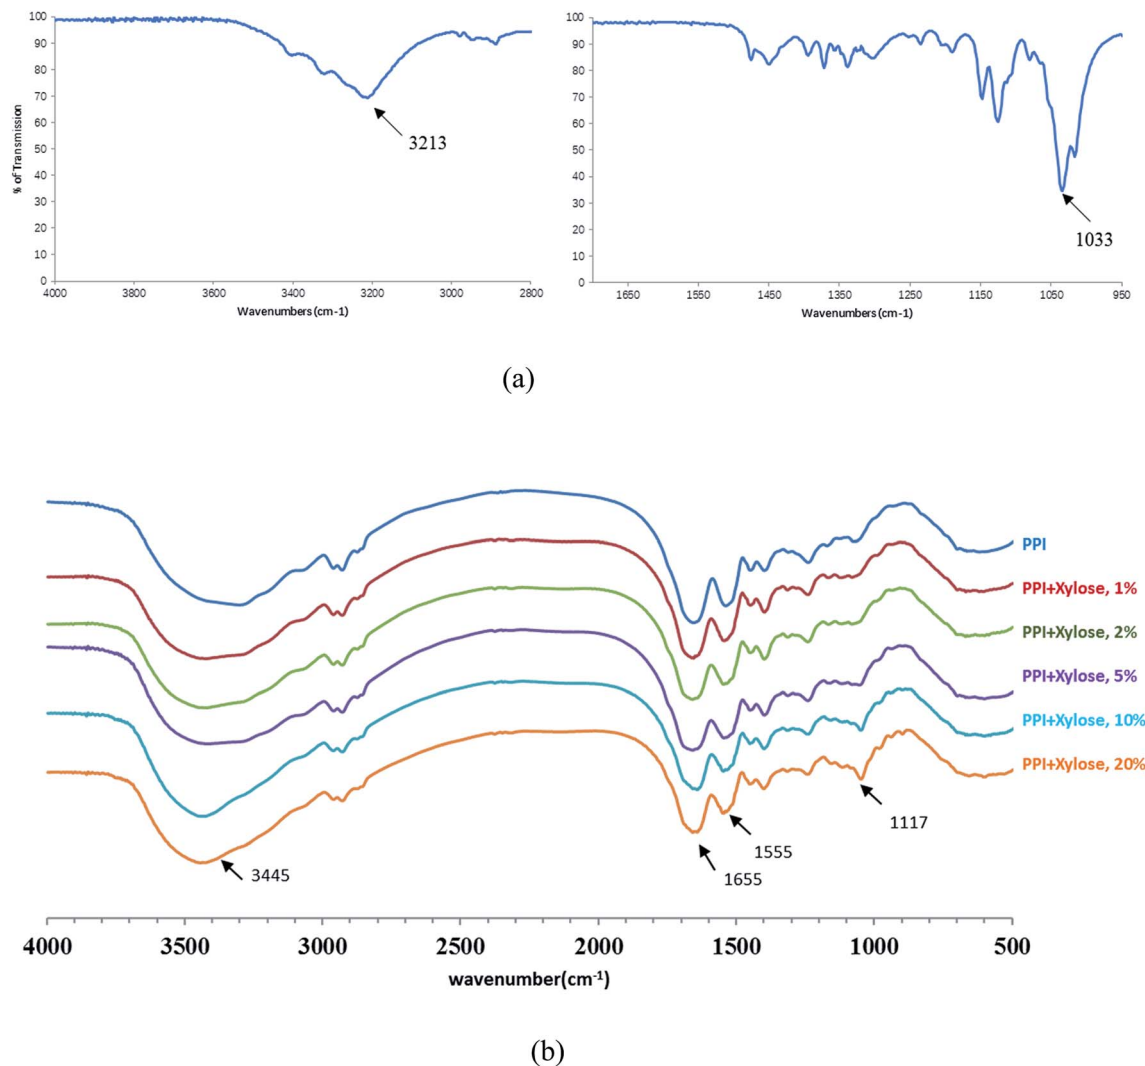 100
90
80
70
60
50
40
30
20
10
0
% of Transmission
3213
4000 3800 3600 3400 3200 3000 2800
Wavenumbers (cm-1)
100
90
80
70
60
50
40
30
20
10
0
1033
1650 1550 1450 1350 1250 1150 1050 950
Wavenumbers (cm-1)
(a)
PPI
PPI+Xylose, 1%
PPI+Xylose, 2%
PPI+Xylose, 5%
PPI+Xylose, 10%
PPI+Xylose, 20%
1117
1555
3445
1655
4000 3500 3000 2500 2000 1500 1000 500
wavenumber(cm⁻¹)
(b)